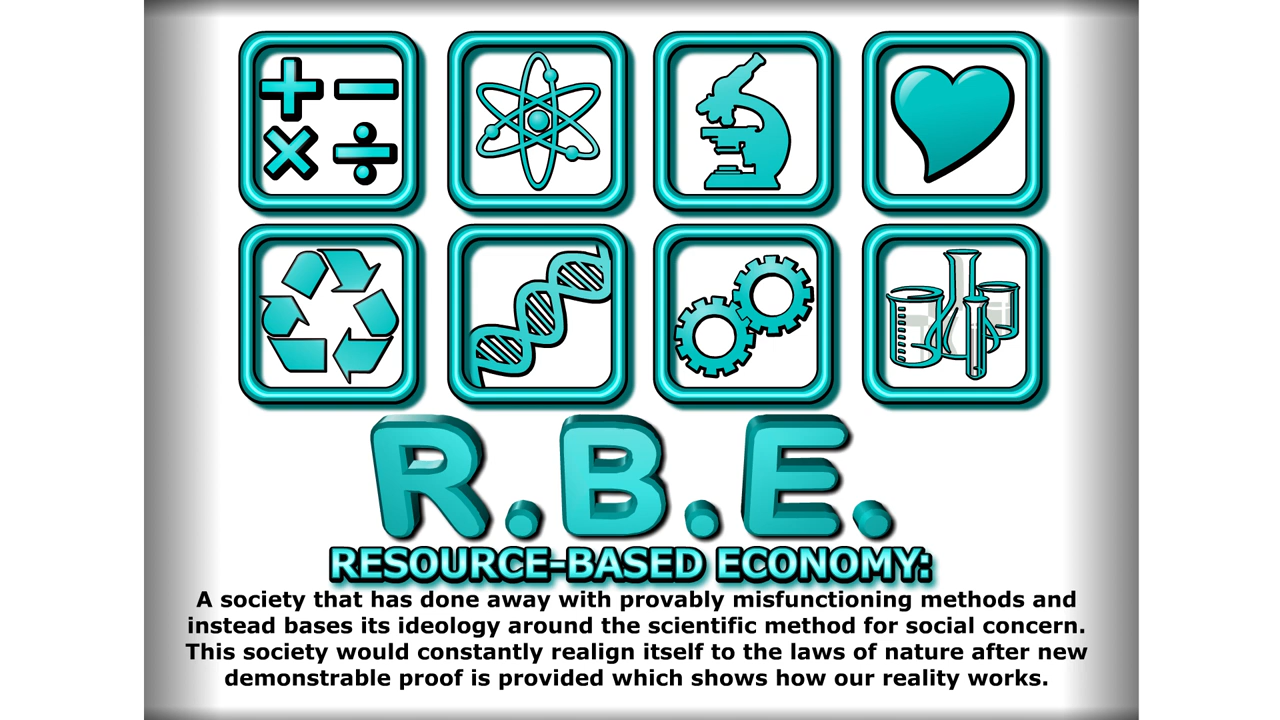 R.B.E.
RESOURCE-BASED ECONOMY:
A society that has done away with provably misfunctioning methods and
instead bases its ideology around the scientific method for social concern.
This society would constantly realign itself to the laws of nature after new
demonstrable proof is provided which shows how our reality works.